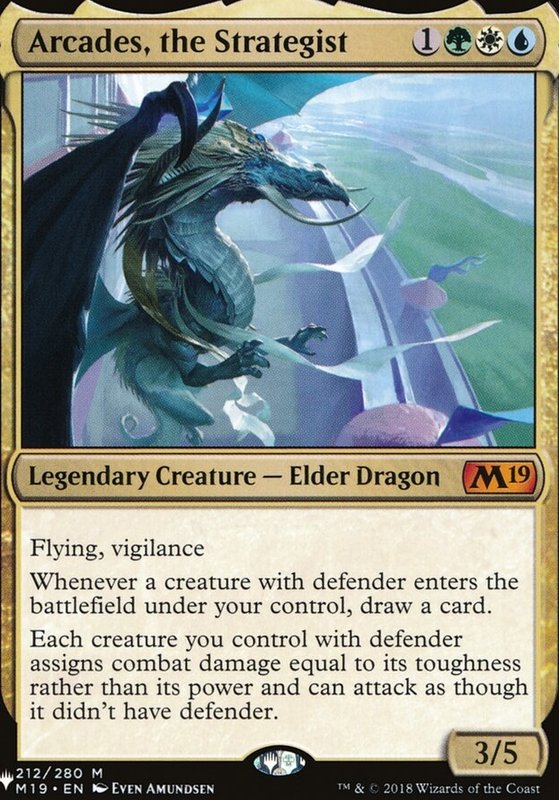 Arcades, the Strategist 1
Legendary Creature — Elder Dragon M19
Flying, vigilance
Whenever a creature with defender enters the
battlefield under your control, draw a card.
Each creature you control with defender
assigns combat damage equal to its toughness
rather than its power and can attack as though
it didn't have defender.
3/5
212/280 M
M19 • EN Even Amundsen
™ & © 2018 Wizards of the Coast